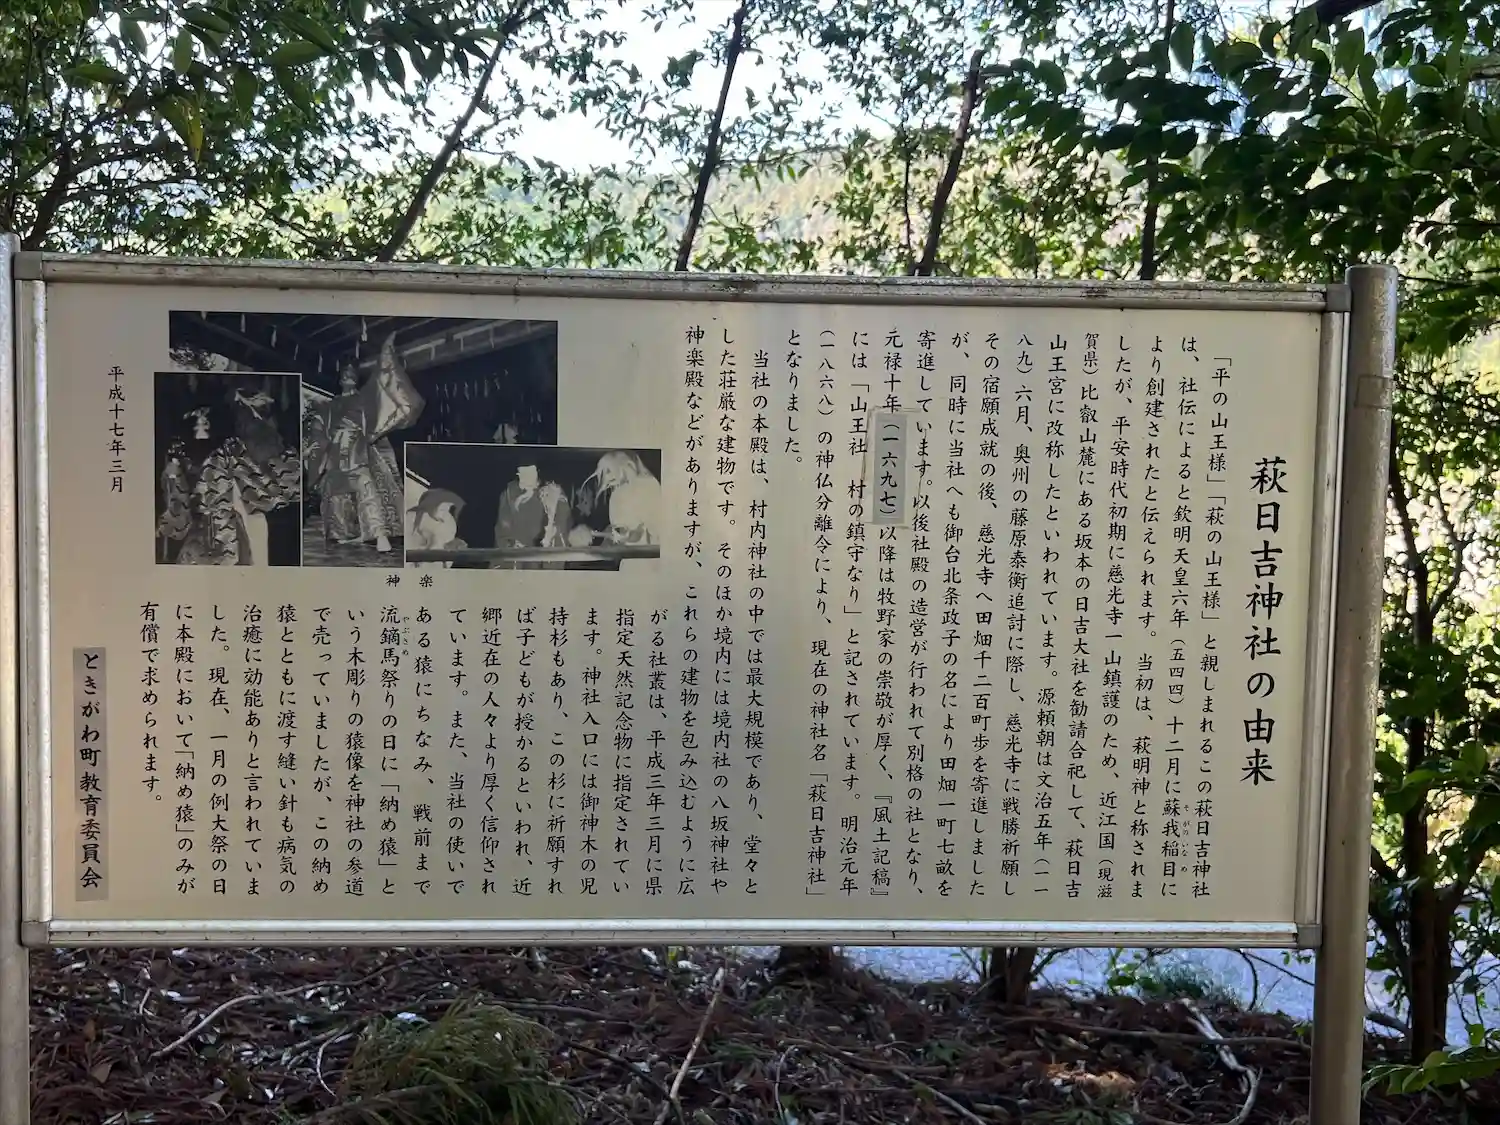 萩日吉神社の由来
「平の山王様」「萩の山王様」と親しまれるこの萩日吉神社
は、社伝によると欽明天皇六年（五四四）十二月に蘇我稲目に
そがのいなめ
より創建されたと伝えられます。当初は、萩明神と称されま
したが、平安時代初期に慈光寺一山鎮護のため、近江国（現滋
賀県）比叡山麓にある坂本の日吉大社を勧請合祀して、萩日吉
山王宮に改称したといわれています。源頼朝は文治五年（一一
八九）六月、奥州の藤原泰衡追討に際し、慈光寺に戦勝祈願し
その宿願成就の後、慈光寺へ田畑千二百町歩を寄進しました
が、同時に当社へも御台北条政子の名により田畑一町七畝を
寄進しています。以後社殿の造営が行われて別格の社となり、
元禄十年（一六九七）以降は牧野家の崇敬が厚く、『風土記稿』
には「山王社　村の鎮守なり」と記されています。明治元年
（一八六八）の神仏分離令により、現在の神社名「萩日吉神社」
となりました。
当社の本殿は、村内神社の中では最大規模であり、堂々と
した荘厳な建物です。そのほか境内には境内社の八坂神社や
神楽殿などがありますが、これらの建物を包み込むように広
がる社叢は、平成三年三月に県
指定天然記念物に指定されてい
ます。神社入口には御神木の児
持杉もあり、この杉に祈願すれ
ば子どもが授かるといわれ、近
郷近在の人々より厚く信仰され
ています。また、当社の使いで
ある猿にちなみ、戦前まで
流鏑馬祭りの日に「納め猿」と
やぶさめ
いう木彫りの猿像を神社の参道
で売っていましたが、この納め
猿とともに渡す縫い針も病気の
治癒に効能ありと言われていま
した。現在、一月の例大祭の日
に本殿において「納め猿」のみが
有償で求められます。
神楽
平成十七年三月
ときがわ町教育委員会